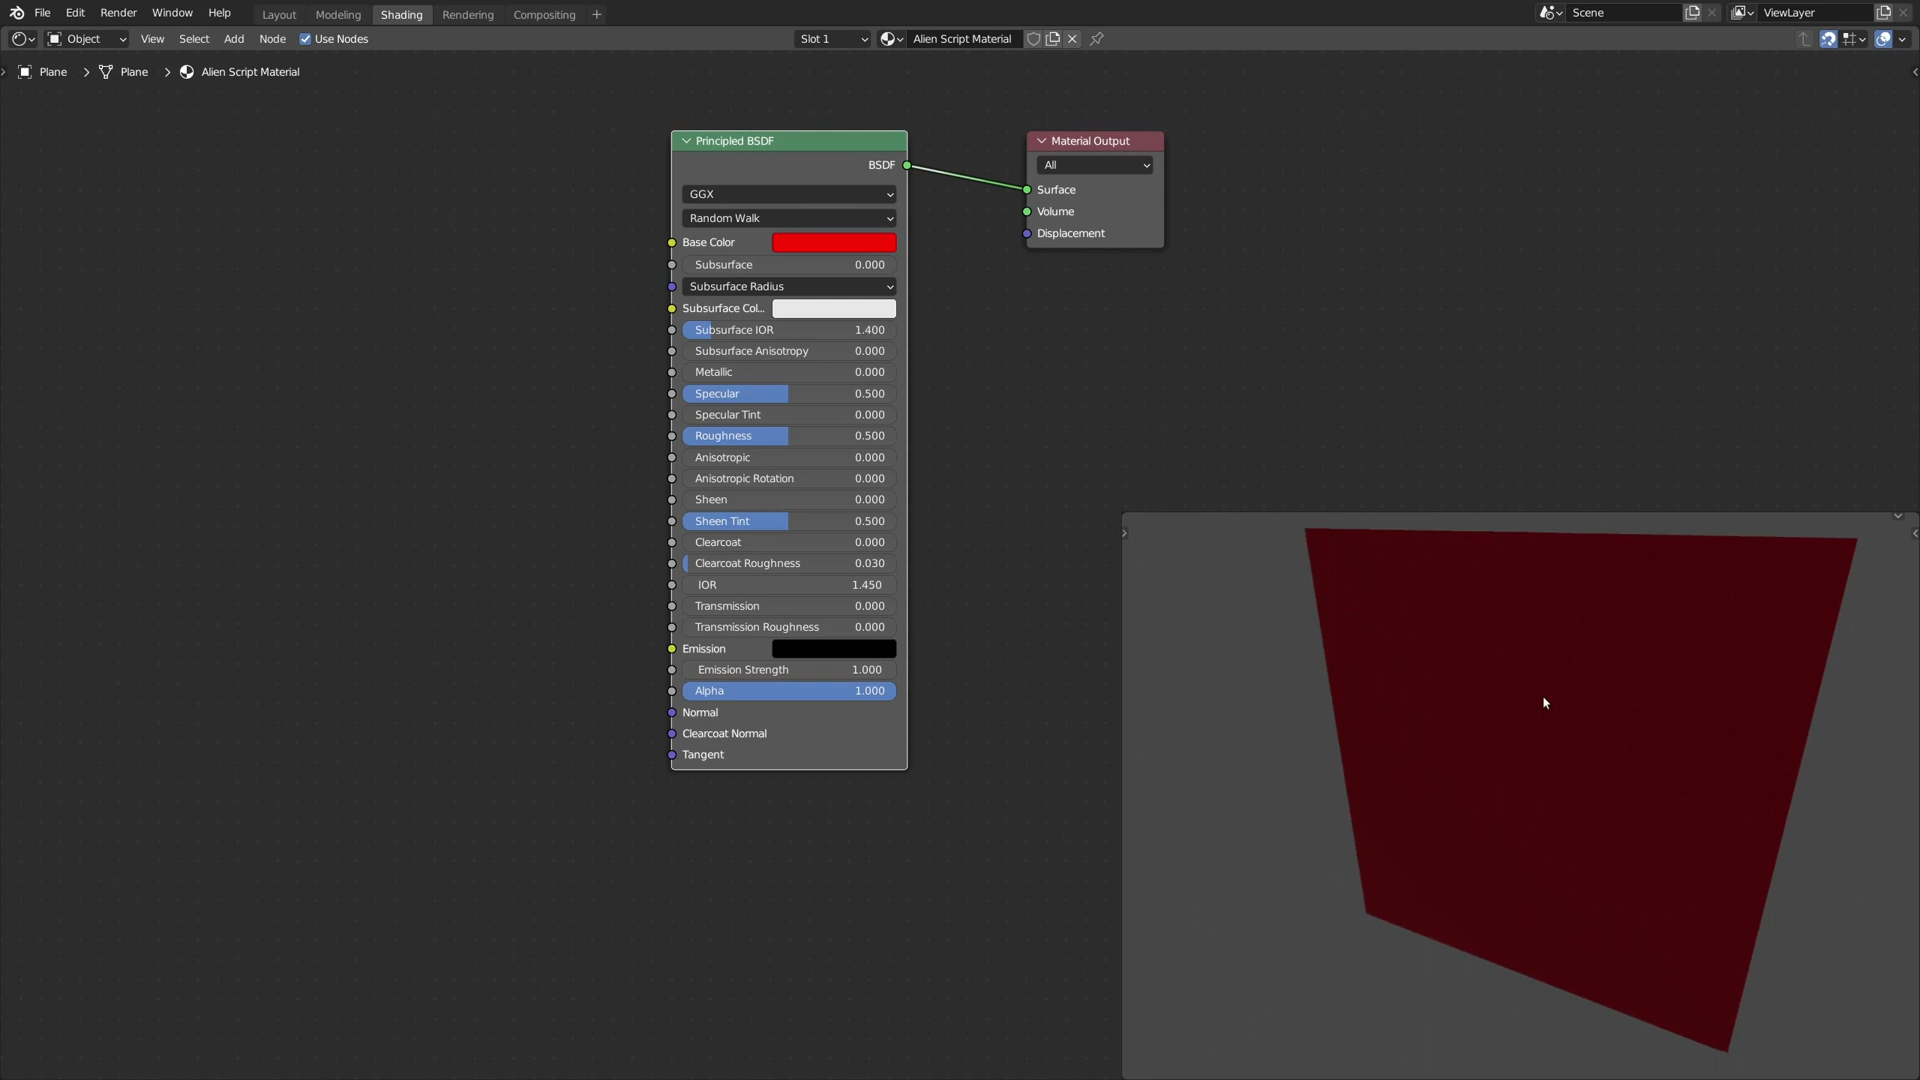 File Edit Render Window Help Layout Modeling Shading Rendering Compositing + Scene ViewLayer
Object View Select Add Node Use Nodes Slot 1 Alien Script Material
Plane > Plane > Alien Script Material
Principled BSDF
BSDF
GGX
Random Walk
Base Color
Subsurface 0.000
Subsurface Radius
Subsurface Col...
Subsurface IOR 1.400
Subsurface Anisotropy 0.000
Metallic 0.000
Specular 0.500
Specular Tint 0.000
Roughness 0.500
Anisotropic 0.000
Anisotropic Rotation 0.000
Sheen 0.000
Sheen Tint 0.500
Clearcoat 0.000
Clearcoat Roughness 0.030
IOR 1.450
Transmission 0.000
Transmission Roughness 0.000
Emission
Emission Strength 1.000
Alpha 1.000
Normal
Clearcoat Normal
Tangent
Material Output
All
Surface
Volume
Displacement